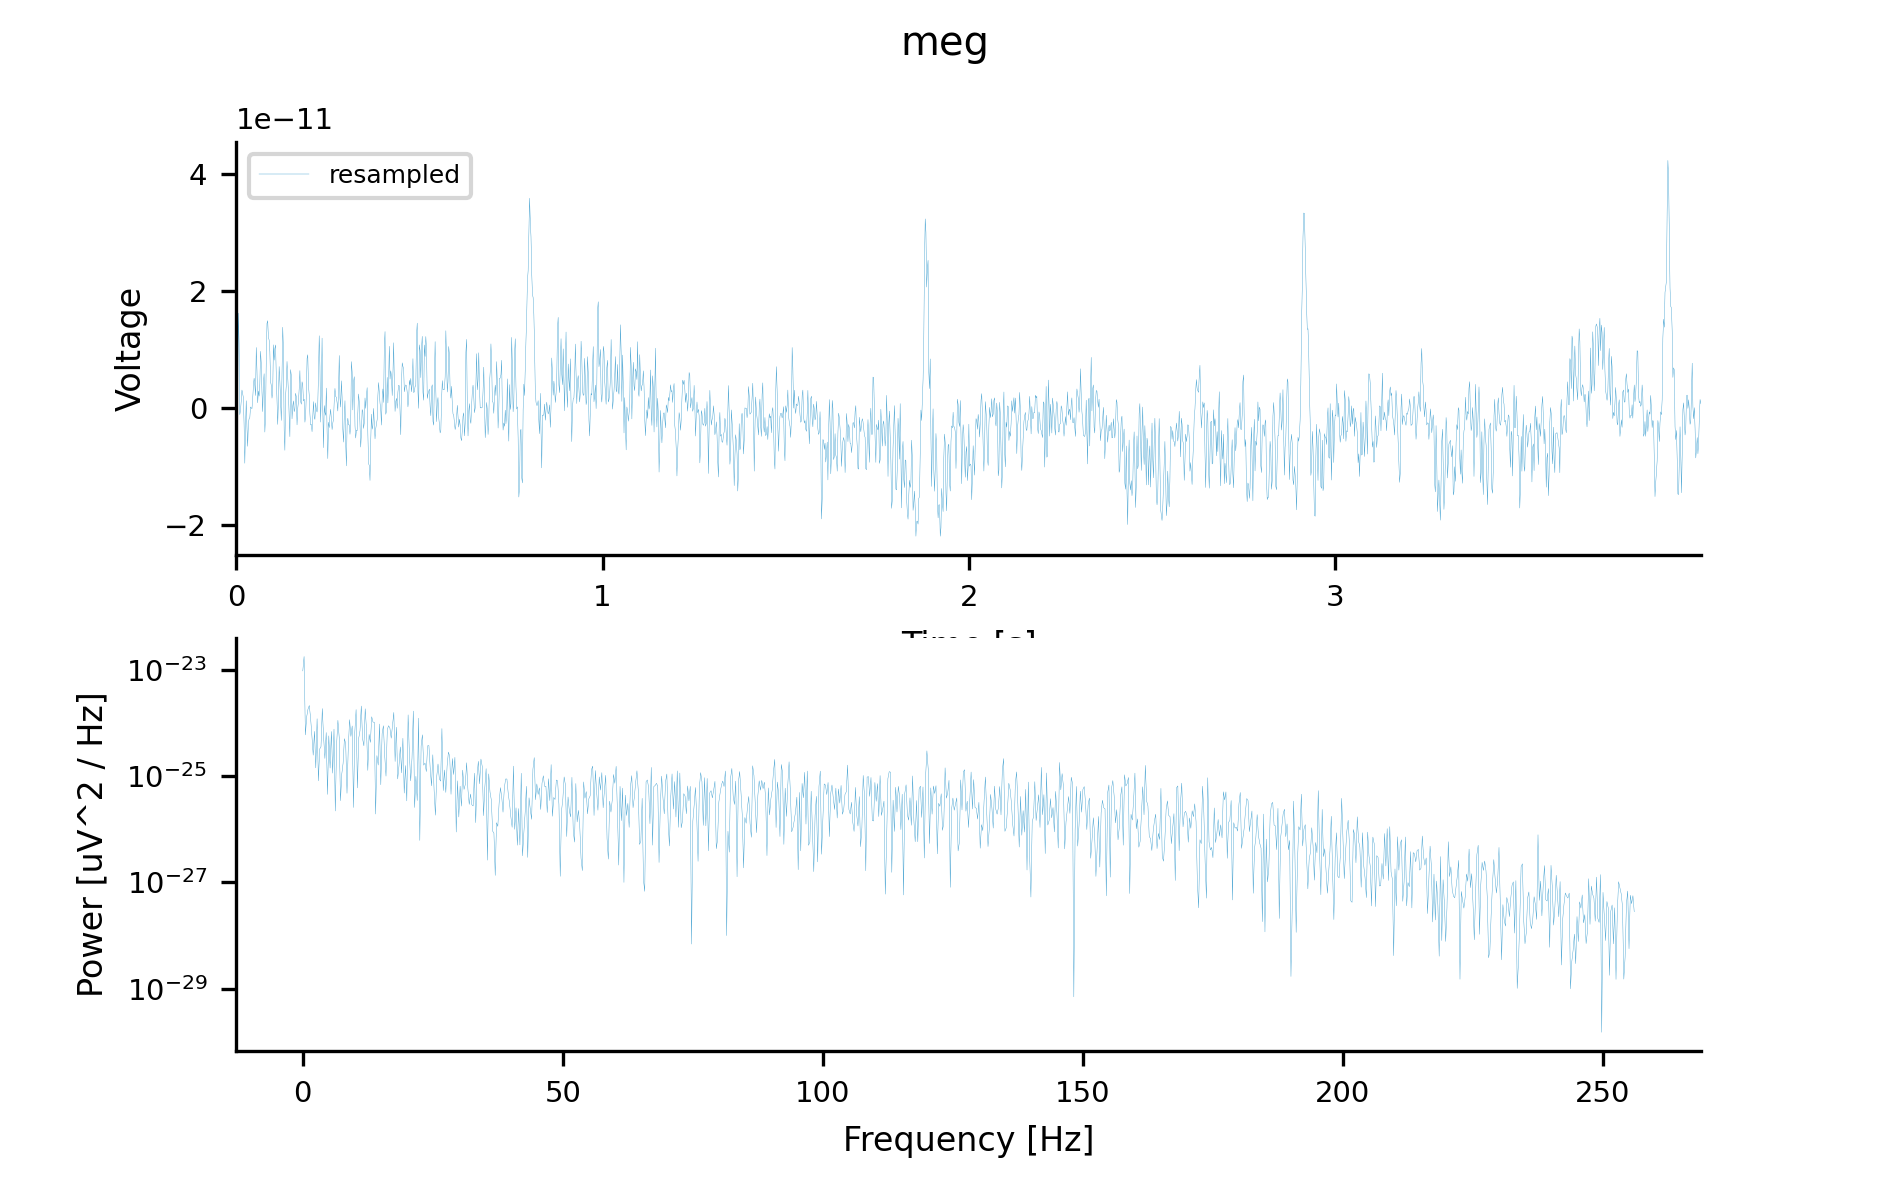 meg
1e−11
resampled
4
2
0
−2
Voltage
0 1 2 3
Time [s]
10−23
10−25
10−27
10−29
Power [uV^2 / Hz]
0 50 100 150 200 250
Frequency [Hz]